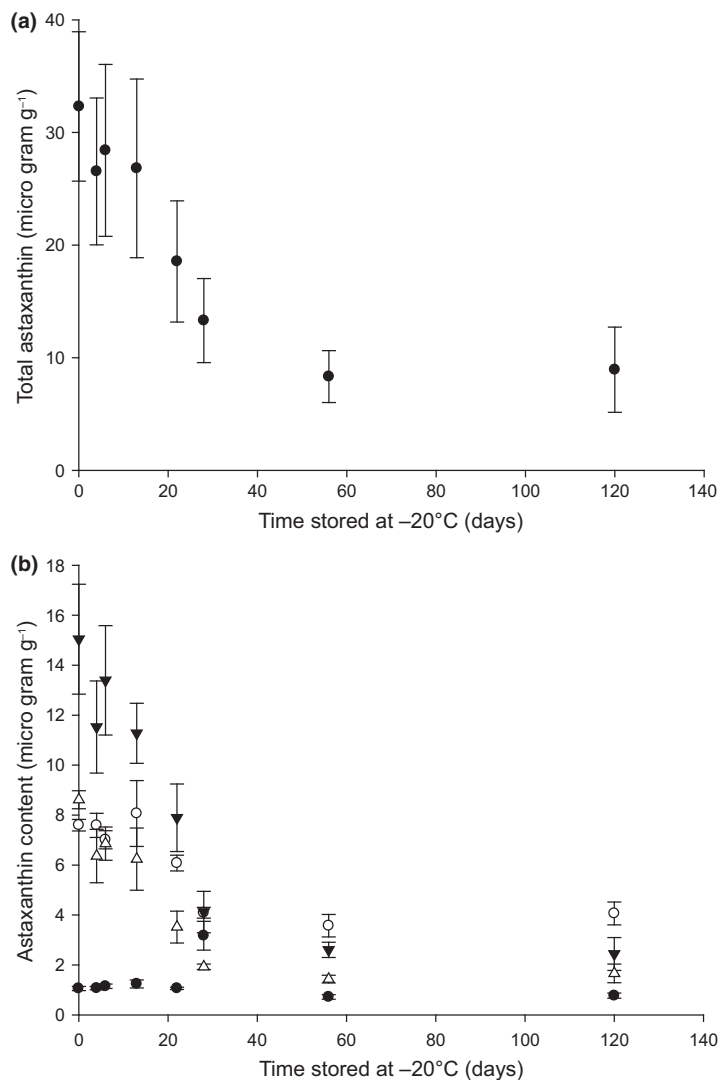 (a)
40
30
20
10
0
Total astaxanthin (micro gram g⁻¹)
0 20 40 60 80 100 120 140
Time stored at –20°C (days)
(b)
18
16
14
12
10
8
6
4
2
0
Astaxanthin content (micro gram g⁻¹)
0 20 40 60 80 100 120 140
Time stored at –20°C (days)